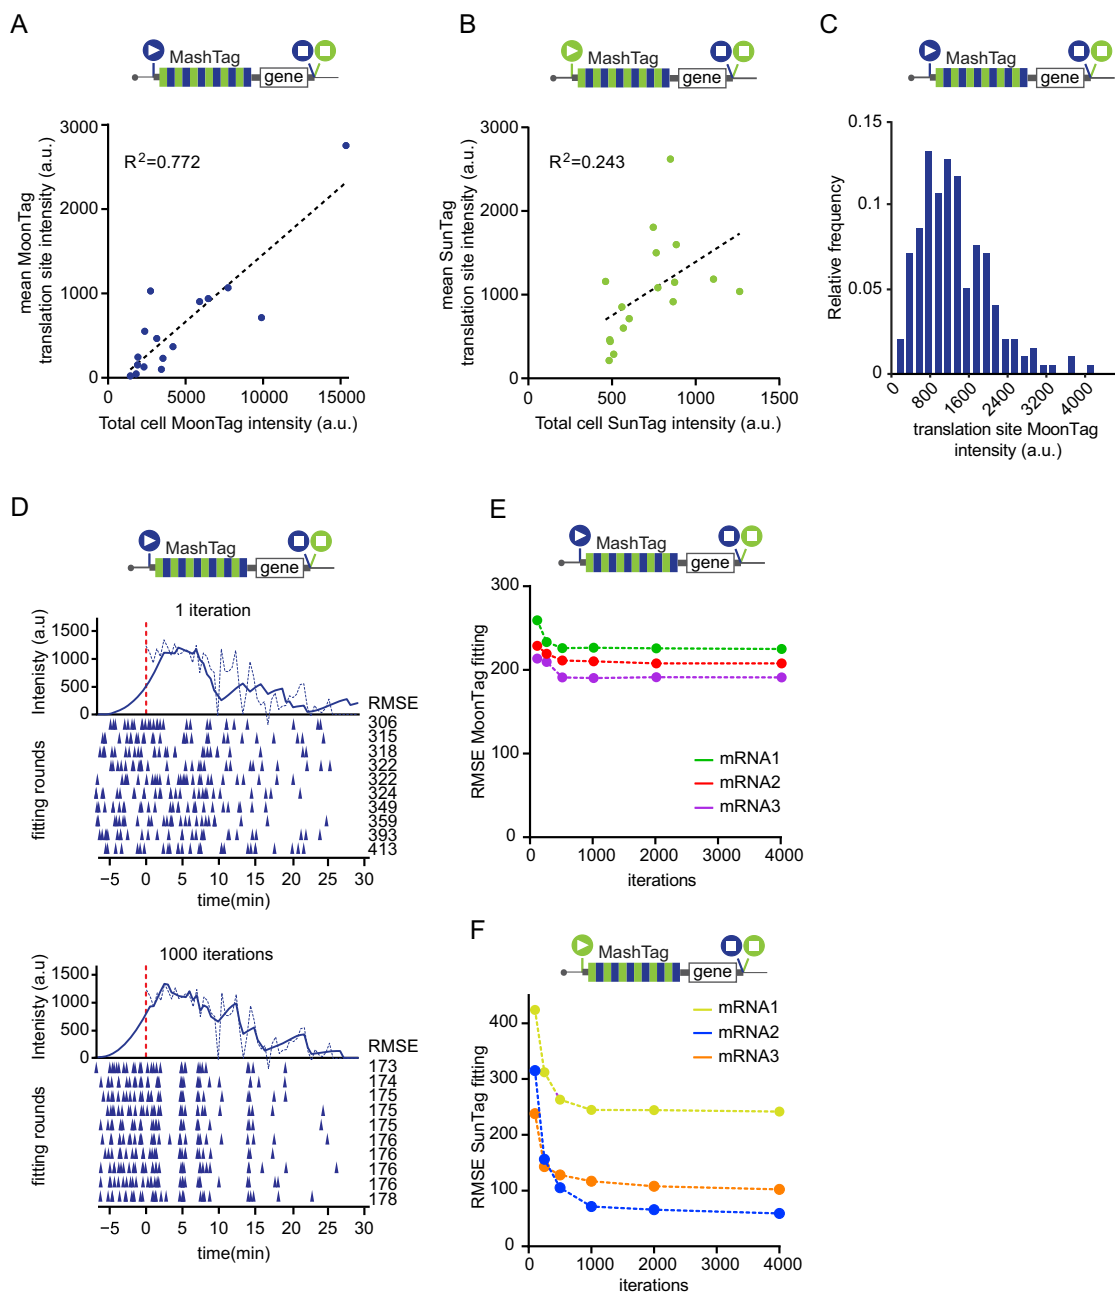 A
MashTag
gene
3000
2000
1000
0
mean MoonTag
translation site intensity (a.u.)
R²=0.772
0
5000
10000
15000
Total cell MoonTag intensity (a.u.)
B
MashTag
gene
3000
2000
1000
0
mean SunTag
translation site intensity (a.u.)
R²=0.243
0
500
1000
1500
Total cell SunTag intensity (a.u.)
C
MashTag
gene
0.15
0.1
0.05
0
Relative frequency
0
800
1600
2400
3200
4000
translation site MoonTag
intensity (a.u.)
D
MashTag
gene
1 iteration
1500
1000
500
0
Intenisty (a.u)
RMSE
306
315
318
322
322
324
349
359
393
413
fitting rounds
−5 0 5 10 15 20 25 30
time(min)
1000 iterations
1500
1000
500
0
Intenisty (a.u)
RMSE
173
174
175
175
175
176
176
176
176
178
fitting rounds
−5 0 5 10 15 20 25 30
time(min)
E
MashTag
gene
300
200
200
0
RMSE MoonTag fitting
mRNA1
mRNA2
mRNA3
0 1000 2000 3000 4000
iterations
F
MashTag
gene
400
300
200
100
0
RMSE SunTag fitting
mRNA1
mRNA2
mRNA3
0 1000 2000 3000 4000
iterations